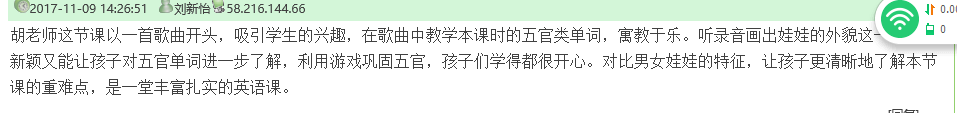 2017-11-09 14:26:51 刘新怡 58.216.144.66
0.0
胡老师这节课以一首歌曲开头，吸引学生的兴趣，在歌曲中教学本课时的五官类单词，寓教于乐。听录音画出娃娃的外貌这一
0
新颖又能让孩子对五官单词进一步了解，利用游戏巩固五官，孩子们学得都很开心。对比男女娃娃的特征，让孩子更清晰地了解本节
课的重难点，是一堂丰富扎实的英语课。